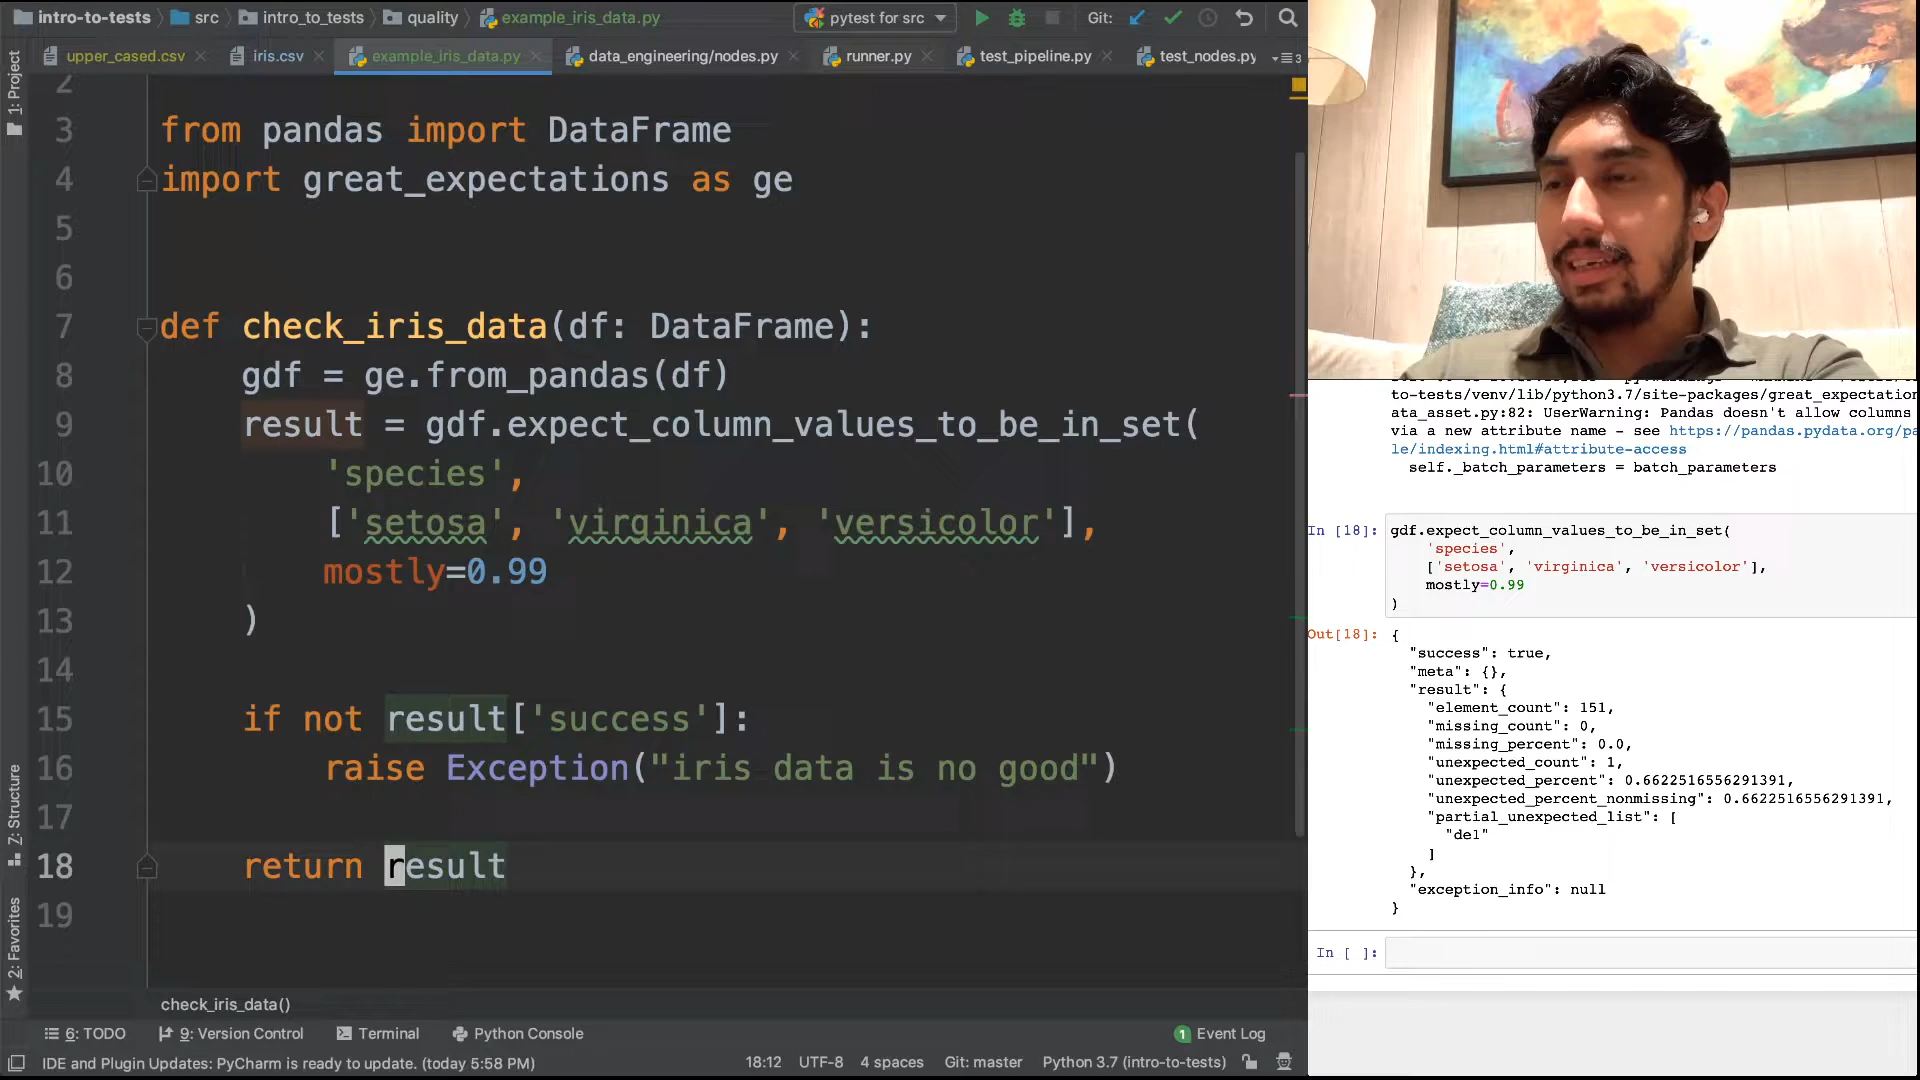 intro-to-tests src intro_to_tests quality example_iris_data.py pytest for src Git:
upper_cased.csv iris.csv example_iris_data.py data_engineering/nodes.py runner.py test_pipeline.py test_nodes.py 3
1: Project
2
3 from pandas import DataFrame
4 import great_expectations as ge
5
6
7 def check_iris_data(df: DataFrame):
8 gdf = ge.from_pandas(df)
9 result = gdf.expect_column_values_to_be_in_set(
10 'species',
11 ['setosa', 'virginica', 'versicolor'],
12 mostly=0.99
13 )
14
15 if not result['success']:
16 raise Exception("iris data is no good")
17
18 return result
19
Z: Structure
2: Favorites
check_iris_data()
6: TODO 9: Version Control Terminal Python Console 1 Event Log
IDE and Plugin Updates: PyCharm is ready to update. (today 5:58 PM) 18:12 UTF-8 4 spaces Git: master Python 3.7 (intro-to-tests)
to-tests/venv/lib/python3.7/site-packages/great_expectation
ata_asset.py:82: UserWarning: Pandas doesn't allow columns
via a new attribute name - see https://pandas.pydata.org/pa
le/indexing.html#attribute-access
self._batch_parameters = batch_parameters
In [18]: gdf.expect_column_values_to_be_in_set(
'species',
['setosa', 'virginica', 'versicolor'],
mostly=0.99
)
Out[18]: {
"success": true,
"meta": {},
"result": {
"element_count": 151,
"missing_count": 0,
"missing_percent": 0.0,
"unexpected_count": 1,
"unexpected_percent": 0.6622516556291391,
"unexpected_percent_nonmissing": 0.6622516556291391,
"partial_unexpected_list": [
"del"
]
},
"exception_info": null
}
In [ ]: